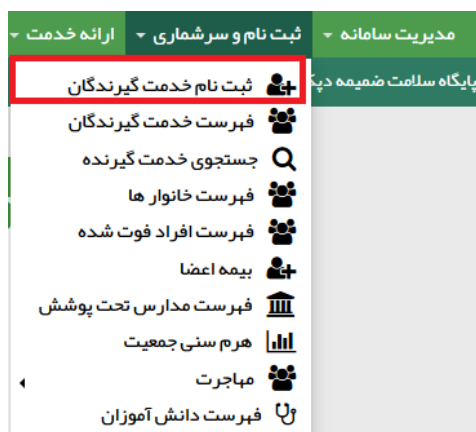 مدیریت سامانه ثبت نام و سرشماری ارائه خدمت
پایگاه سلامت ضمیمه
ثبت نام خدمت گیرندگان
فهرست خدمت گیرندگان
جستجوی خدمت گیرنده
فهرست خانوار ها
فهرست افراد فوت شده
بیمه اعضا
فهرست مدارس تحت پوشش
هرم سنی جمعیت
مهاجرت
فهرست دانش آموزان